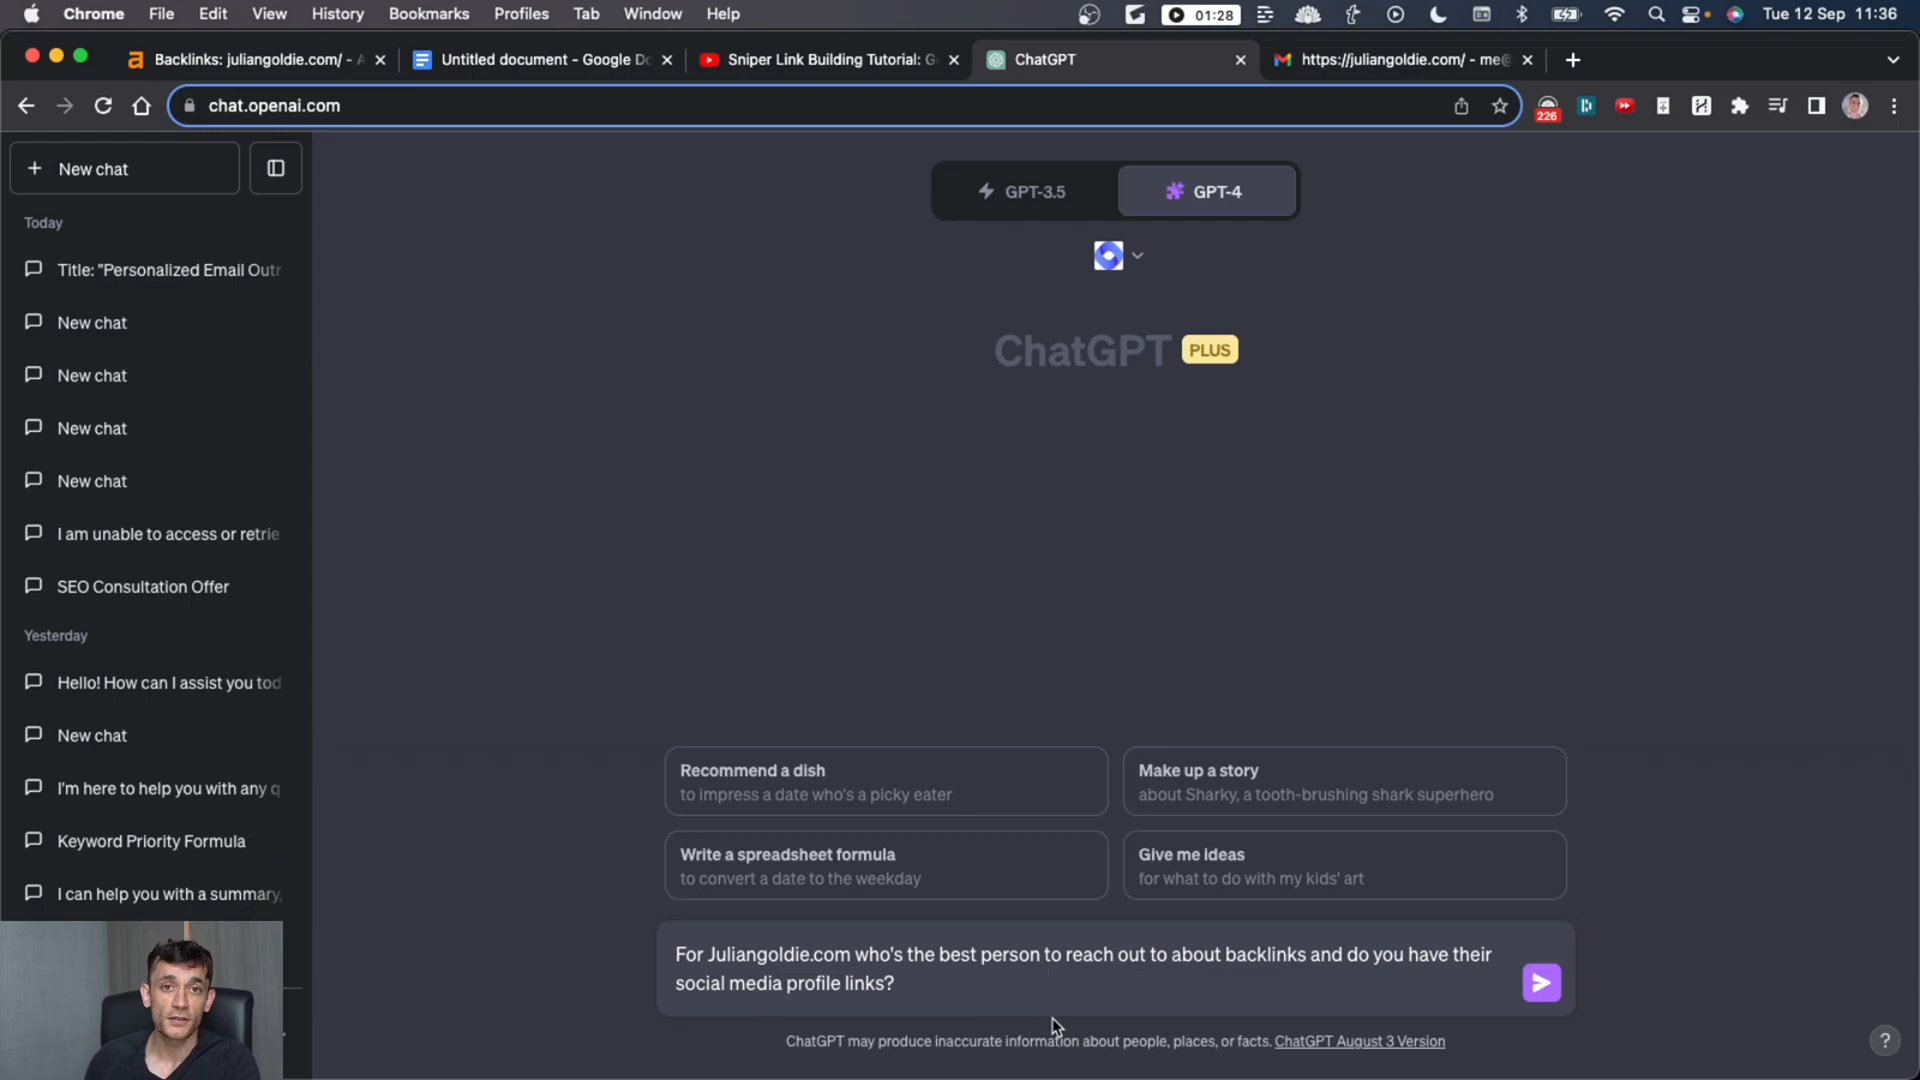 Chrome File Edit View History Bookmarks Profiles Tab Window Help
01:28
Tue 12 Sep 11:36
Backlinks: juliangoldie.com/ - A
Untitled document - Google Do
Sniper Link Building Tutorial: G
ChatGPT
https://juliangoldie.com/ - me@
chat.openai.com
226
New chat
Today
Title: "Personalized Email Outr
New chat
New chat
New chat
New chat
I am unable to access or retrie
SEO Consultation Offer
Yesterday
Hello! How can I assist you tod
New chat
I'm here to help you with any q
Keyword Priority Formula
I can help you with a summary,
GPT-3.5
GPT-4
ChatGPT PLUS
Recommend a dish
to impress a date who's a picky eater
Make up a story
about Sharky, a tooth-brushing shark superhero
Write a spreadsheet formula
to convert a date to the weekday
Give me ideas
for what to do with my kids' art
For Juliangoldie.com who's the best person to reach out to about backlinks and do you have their
social media profile links?
ChatGPT may produce inaccurate information about people, places, or facts. ChatGPT August 3 Version
?